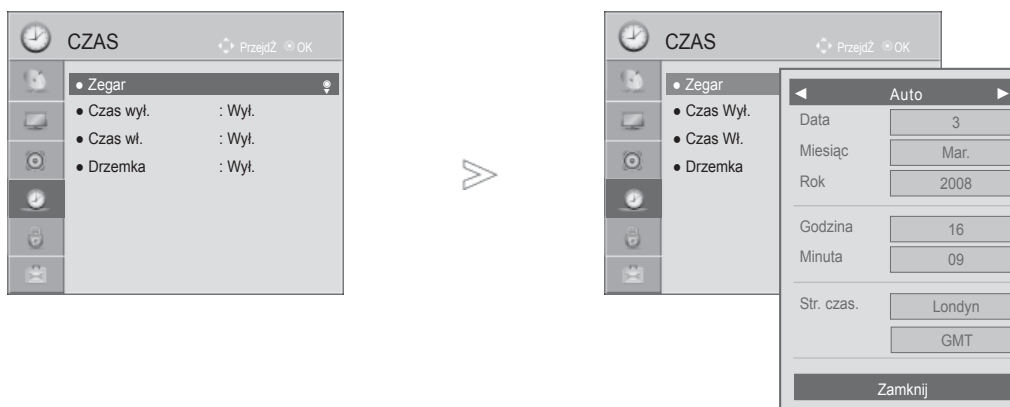 CZAS
PrzejdŹ OK
● Zegar
● Czas wył. : Wył.
● Czas wł. : Wył.
● Drzemka : Wył.
CZAS
PrzejdŹ OK
● Zegar
● Czas Wył.
● Czas Wł.
● Drzemka
◄ Auto ►
Data 3
Miesiąc Mar.
Rok 2008
Godzina 16
Minuta 09
Str. czas. Londyn
GMT
Zamknij